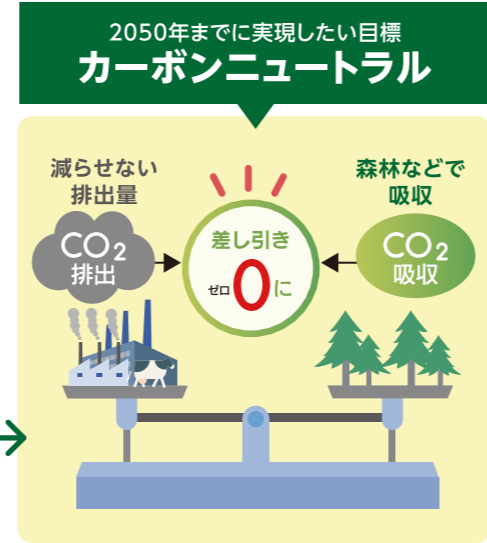 2050年までに実現したい目標
カーボンニュートラル
減らせない
排出量
CO2
排出
差し引き
ゼロ0に
森林などで
吸収
CO2
吸収